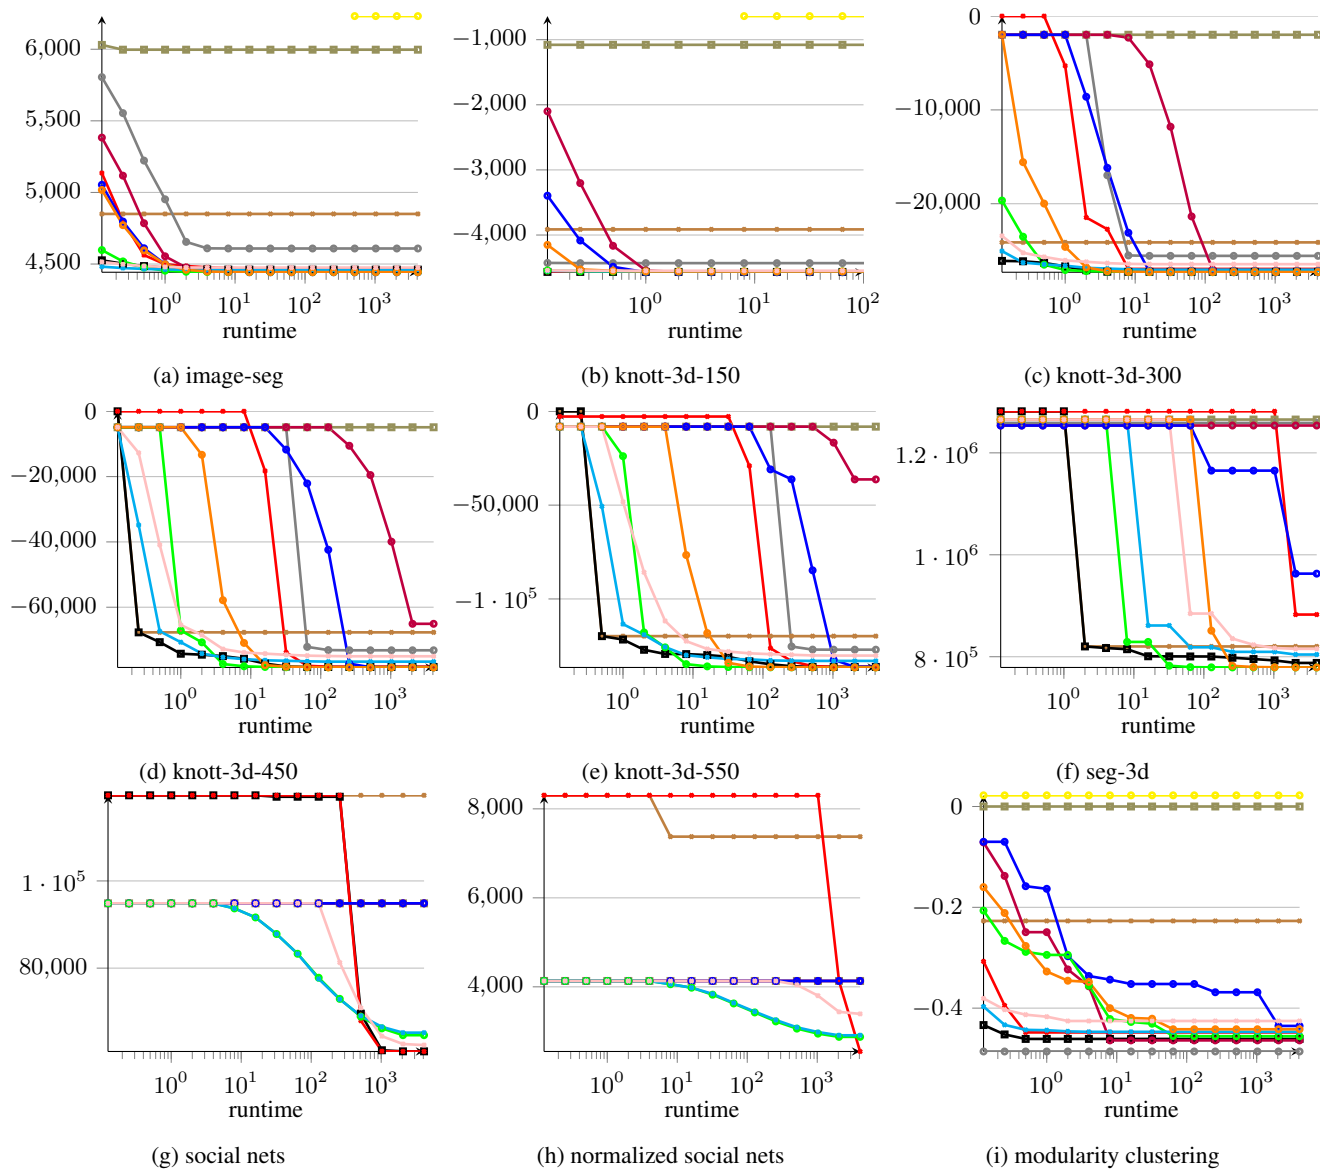 6,000
5,500
5,000
4,500
10^0 10^1 10^2 10^3
runtime
(a) image-seg
−1,000
−2,000
−3,000
−4,000
10^0 10^1 10^2
runtime
(b) knott-3d-150
0
−10,000
−20,000
10^0 10^1 10^2 10^3
runtime
(c) knott-3d-300
0
−20,000
−40,000
−60,000
10^0 10^1 10^2 10^3
runtime
(d) knott-3d-450
0
−50,000
−1 · 10^5
10^0 10^1 10^2 10^3
runtime
(e) knott-3d-550
1.2 · 10^6
1 · 10^6
8 · 10^5
10^0 10^1 10^2 10^3
runtime
(f) seg-3d
1 · 10^5
80,000
10^0 10^1 10^2 10^3
runtime
(g) social nets
8,000
6,000
4,000
10^0 10^1 10^2 10^3
runtime
(h) normalized social nets
0
−0.2
−0.4
10^0 10^1 10^2 10^3
runtime
(i) modularity clustering